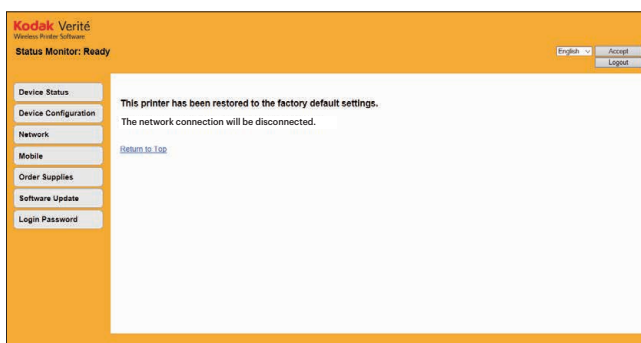 Kodak Verité
Wireless Printer Software
Status Monitor: Ready
English
Accept
Logout
Device Status
Device Configuration
Network
Mobile
Order Supplies
Software Update
Login Password
This printer has been restored to the factory default settings.
The network connection will be disconnected.
Return to Top